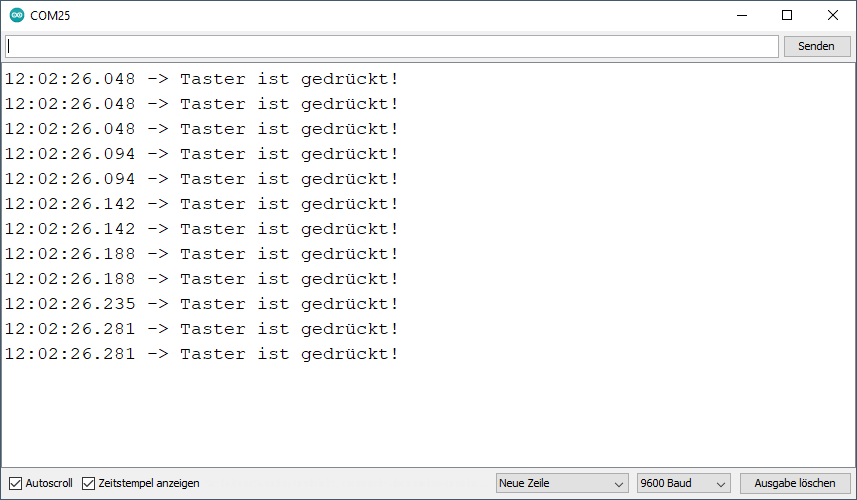 COM25
Senden
12:02:26.048 -> Taster ist gedrückt!
12:02:26.048 -> Taster ist gedrückt!
12:02:26.048 -> Taster ist gedrückt!
12:02:26.094 -> Taster ist gedrückt!
12:02:26.094 -> Taster ist gedrückt!
12:02:26.142 -> Taster ist gedrückt!
12:02:26.142 -> Taster ist gedrückt!
12:02:26.188 -> Taster ist gedrückt!
12:02:26.188 -> Taster ist gedrückt!
12:02:26.235 -> Taster ist gedrückt!
12:02:26.281 -> Taster ist gedrückt!
12:02:26.281 -> Taster ist gedrückt!
Autoscroll Zeitstempel anzeigen Neue Zeile 9600 Baud Ausgabe löschen